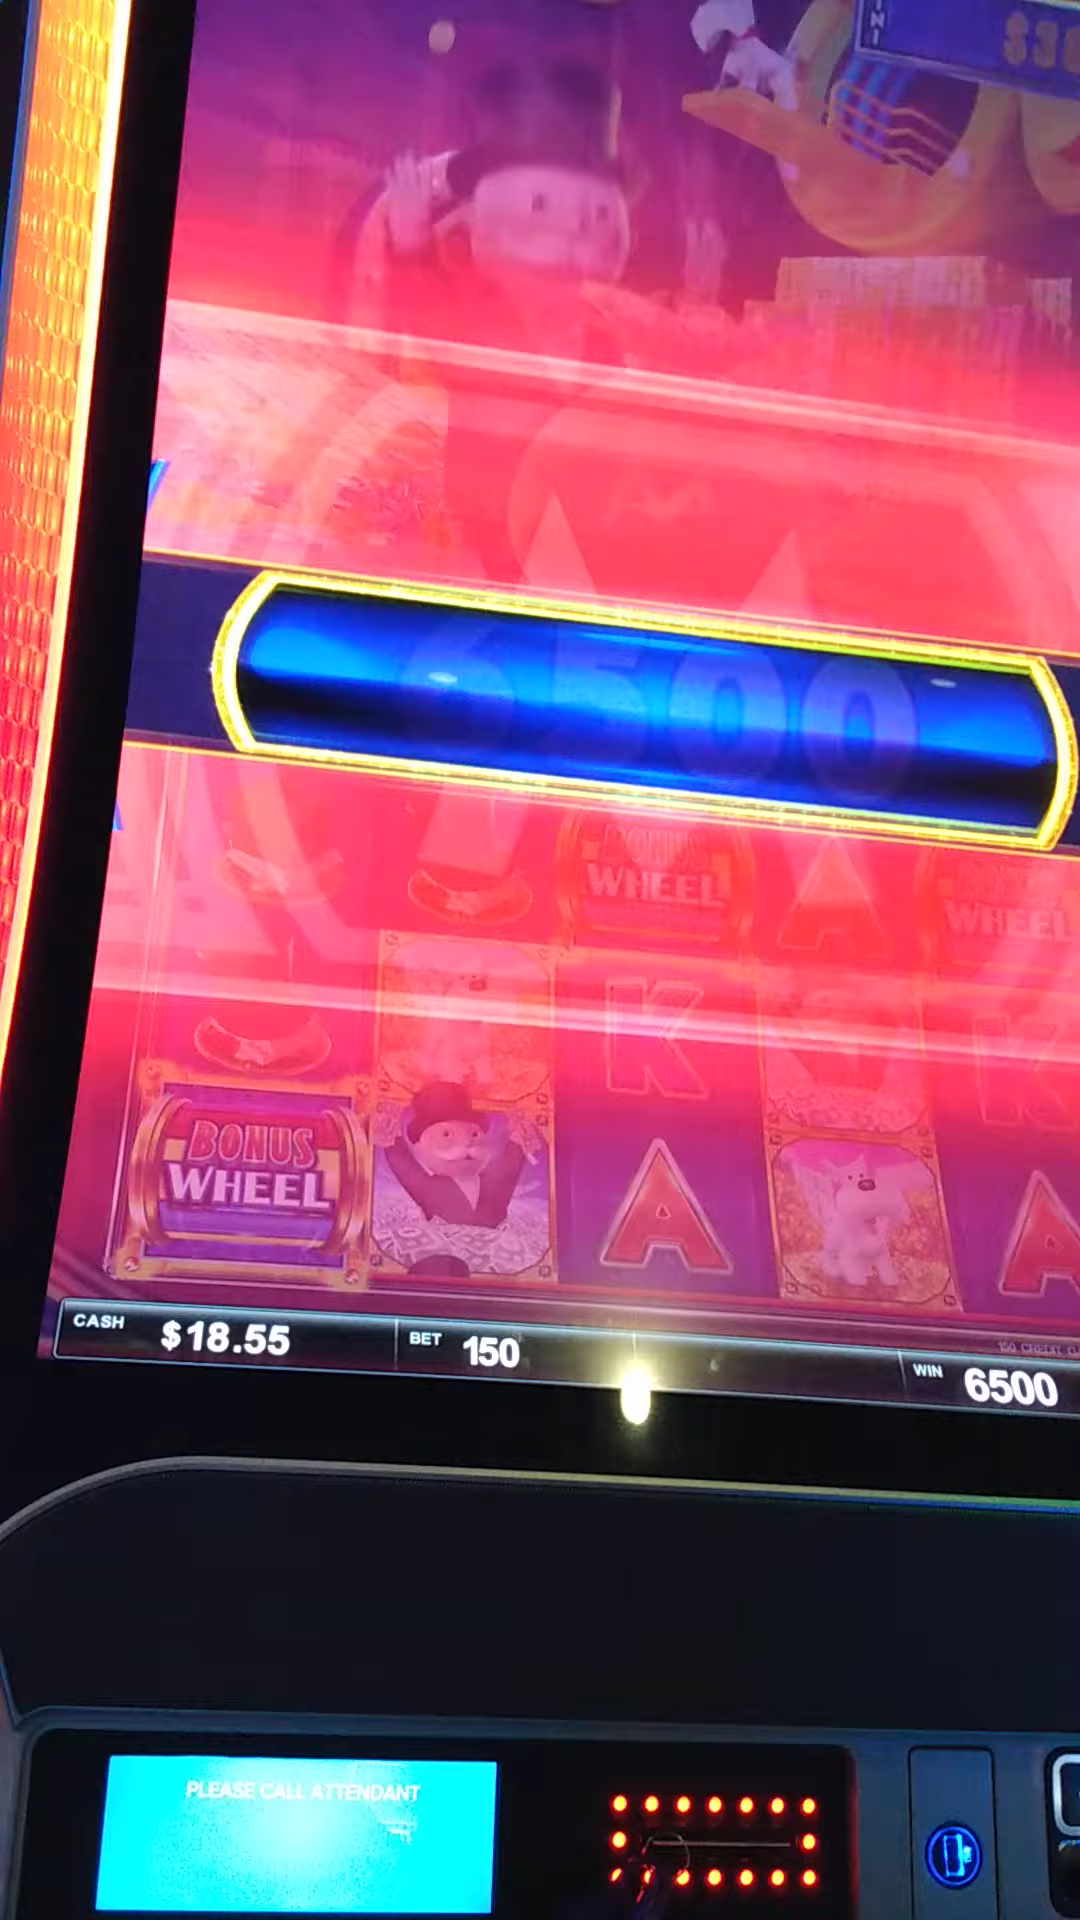 6500
BONUS
WHEEL
A
BONUS
WHEEL
K
K
BONUS
WHEEL
A
A
CASH $18.55 BET 150 WIN 6500
PLEASE CALL ATTENDANT